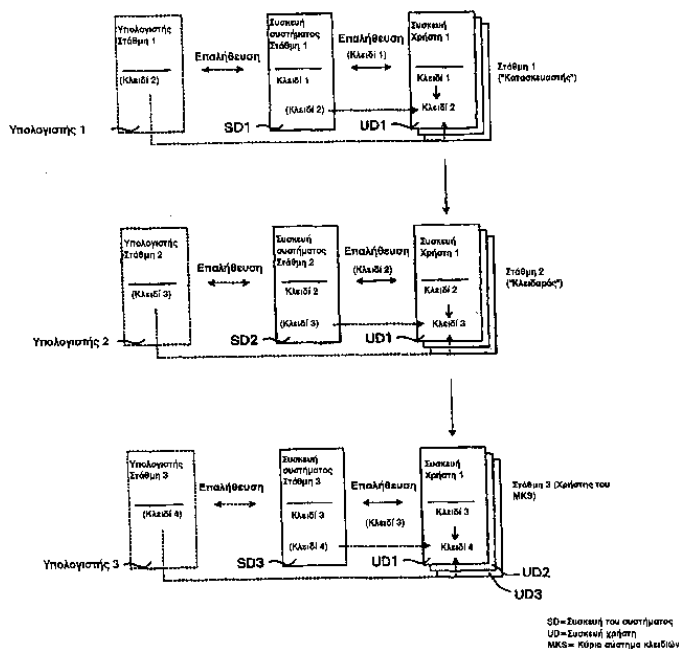 Υπολογιστής
Στάθμη 1
(Κλειδί 2)
Επαλήθευση
Συσκευή
συστήματος
Στάθμη 1
Κλειδί 1
(Κλειδί 2)
Επαλήθευση
(Κλειδί 1)
Συσκευή
Χρήστη 1
Κλειδί 1
Κλειδί 2
Στάθμη 1
("Κατασκευαστής")
Υπολογιστής 1
SD1
UD1
Υπολογιστής
Στάθμη 2
(Κλειδί 3)
Επαλήθευση
Συσκευή
συστήματος
Στάθμη 2
Κλειδί 2
(Κλειδί 3)
Επαλήθευση
(Κλειδί 2)
Συσκευή
Χρήστη 1
Κλειδί 2
Κλειδί 3
Στάθμη 2
("Κλειδαράς")
Υπολογιστής 2
SD2
UD1
Υπολογιστής
Στάθμη 3
(Κλειδί 4)
Επαλήθευση
Συσκευή
συστήματος
Στάθμη 3
Κλειδί 3
(Κλειδί 4)
Επαλήθευση
(Κλειδί 3)
Συσκευή
Χρήστη 1
Κλειδί 3
Κλειδί 4
Στάθμη 3 (Χρήστης του
MKS)
Υπολογιστής 3
SD3
UD1
UD2
UD3
SD=Συσκευή του συστήματος
UD=Συσκευή χρήστη
MKS= Κύριο σύστημα κλειδιών